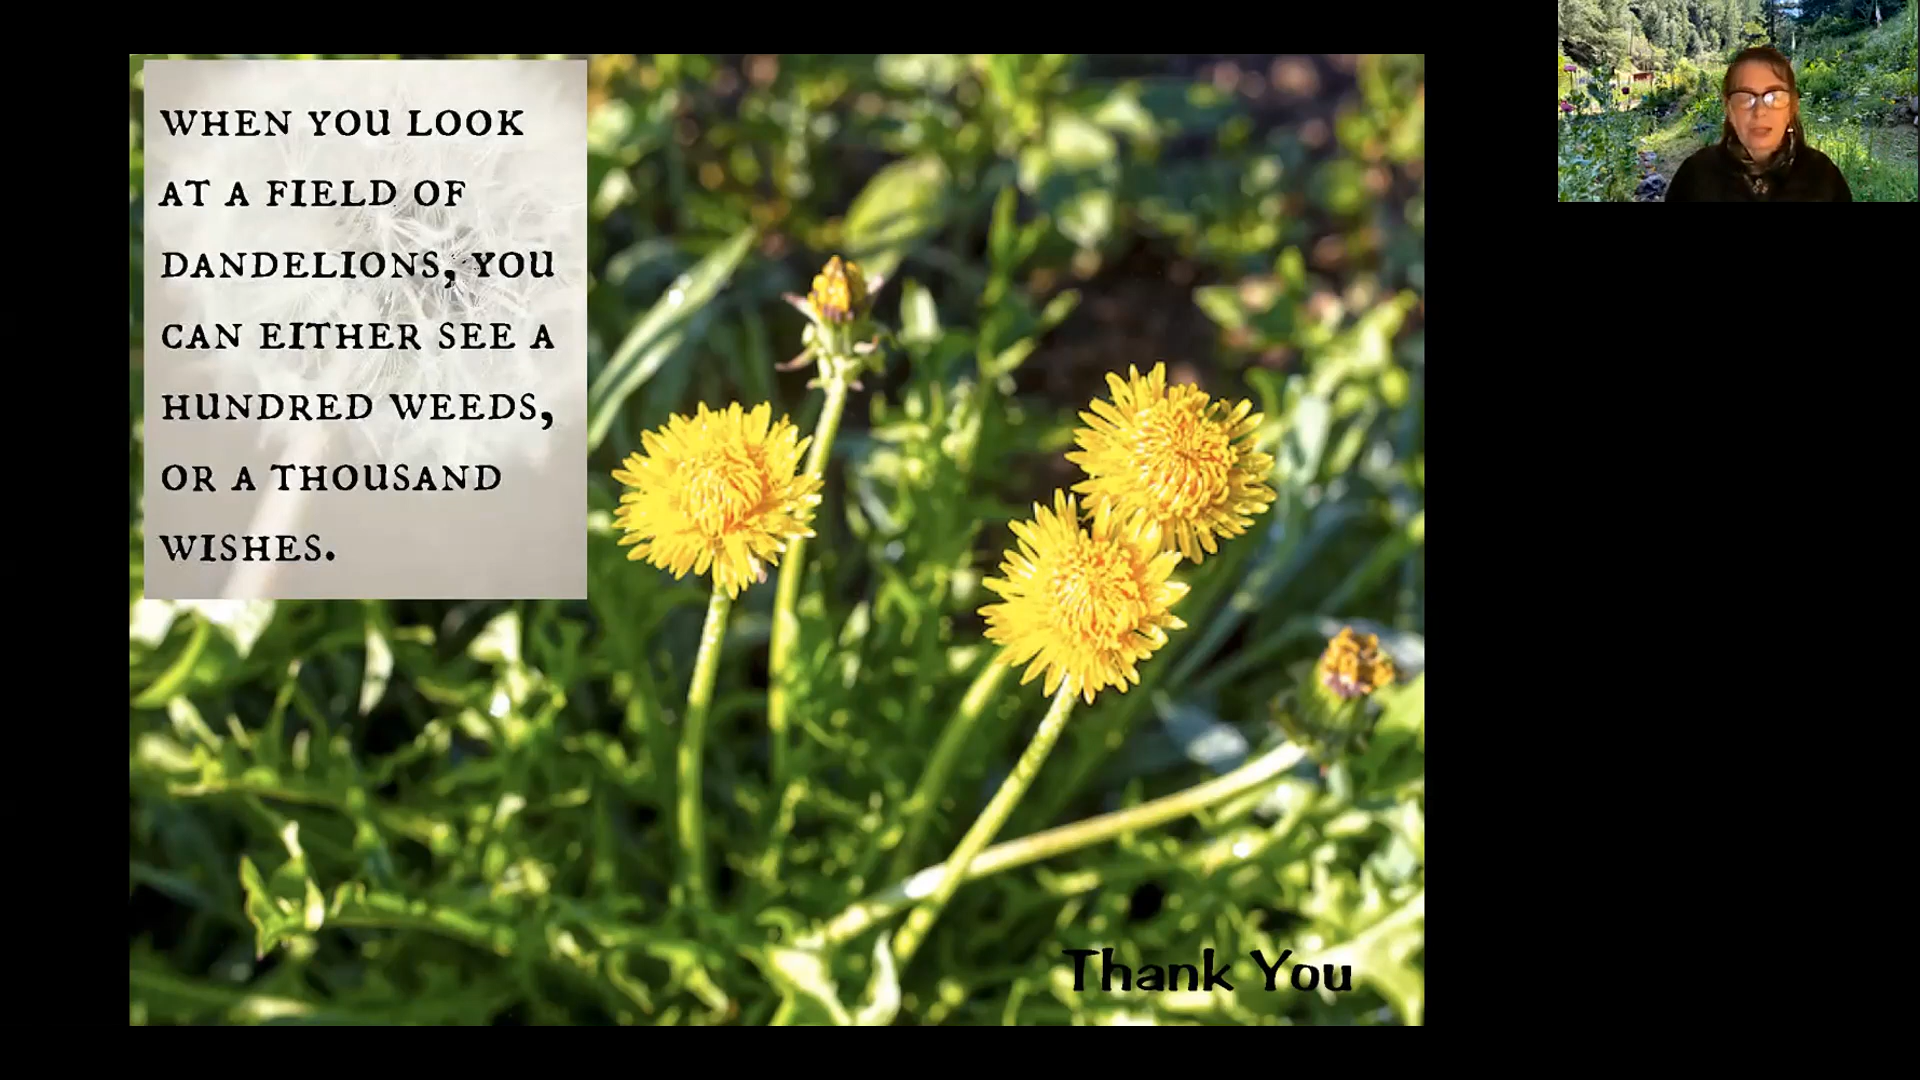 WHEN YOU LOOK
AT A FIELD OF
DANDELIONS, YOU
CAN EITHER SEE A
HUNDRED WEEDS,
OR A THOUSAND
WISHES.
Thank You